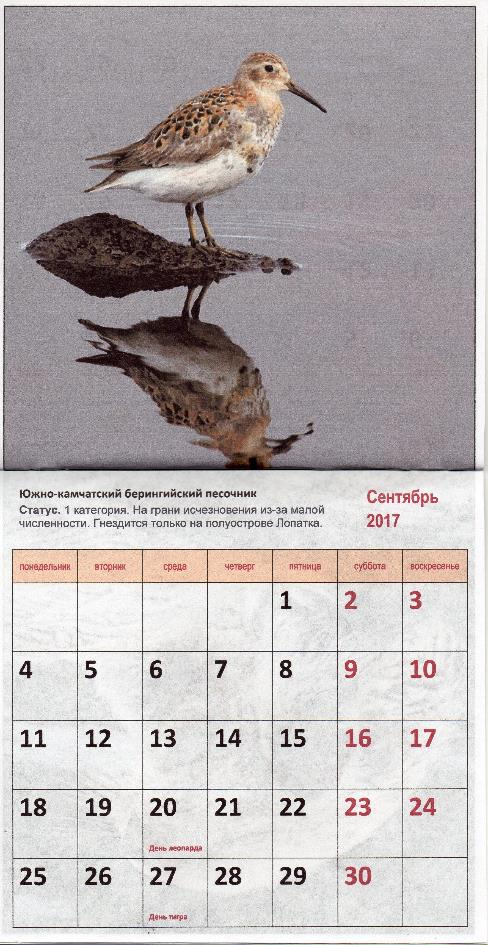 Южно-камчатский берингийский песочник
Статус. 1 категория. На грани исчезновения из-за малой
численности. Гнездится только на полуострове Лопатка.
Сентябрь
2017
понедельник вторник среда четверг пятница суббота воскресенье
1 2 3
4 5 6 7 8 9 10
11 12 13 14 15 16 17
18 19 20 21 22 23 24
День леопарда
25 26 27 28 29 30
День тигра